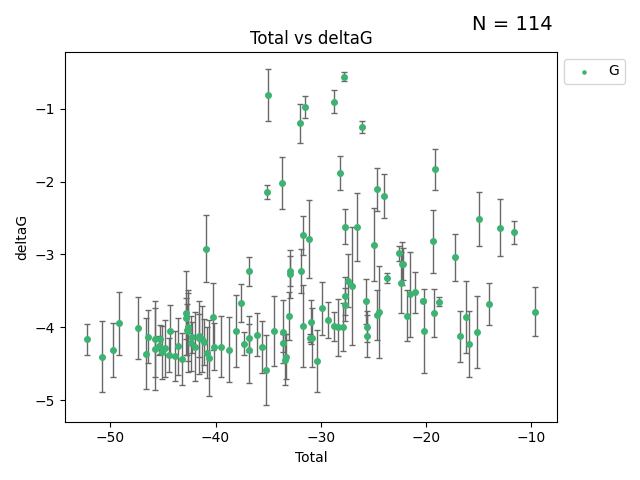 N = 114
Total vs deltaG
G
−1
−2
−3
−4
−5
deltaG
−50 −40 −30 −20 −10
Total